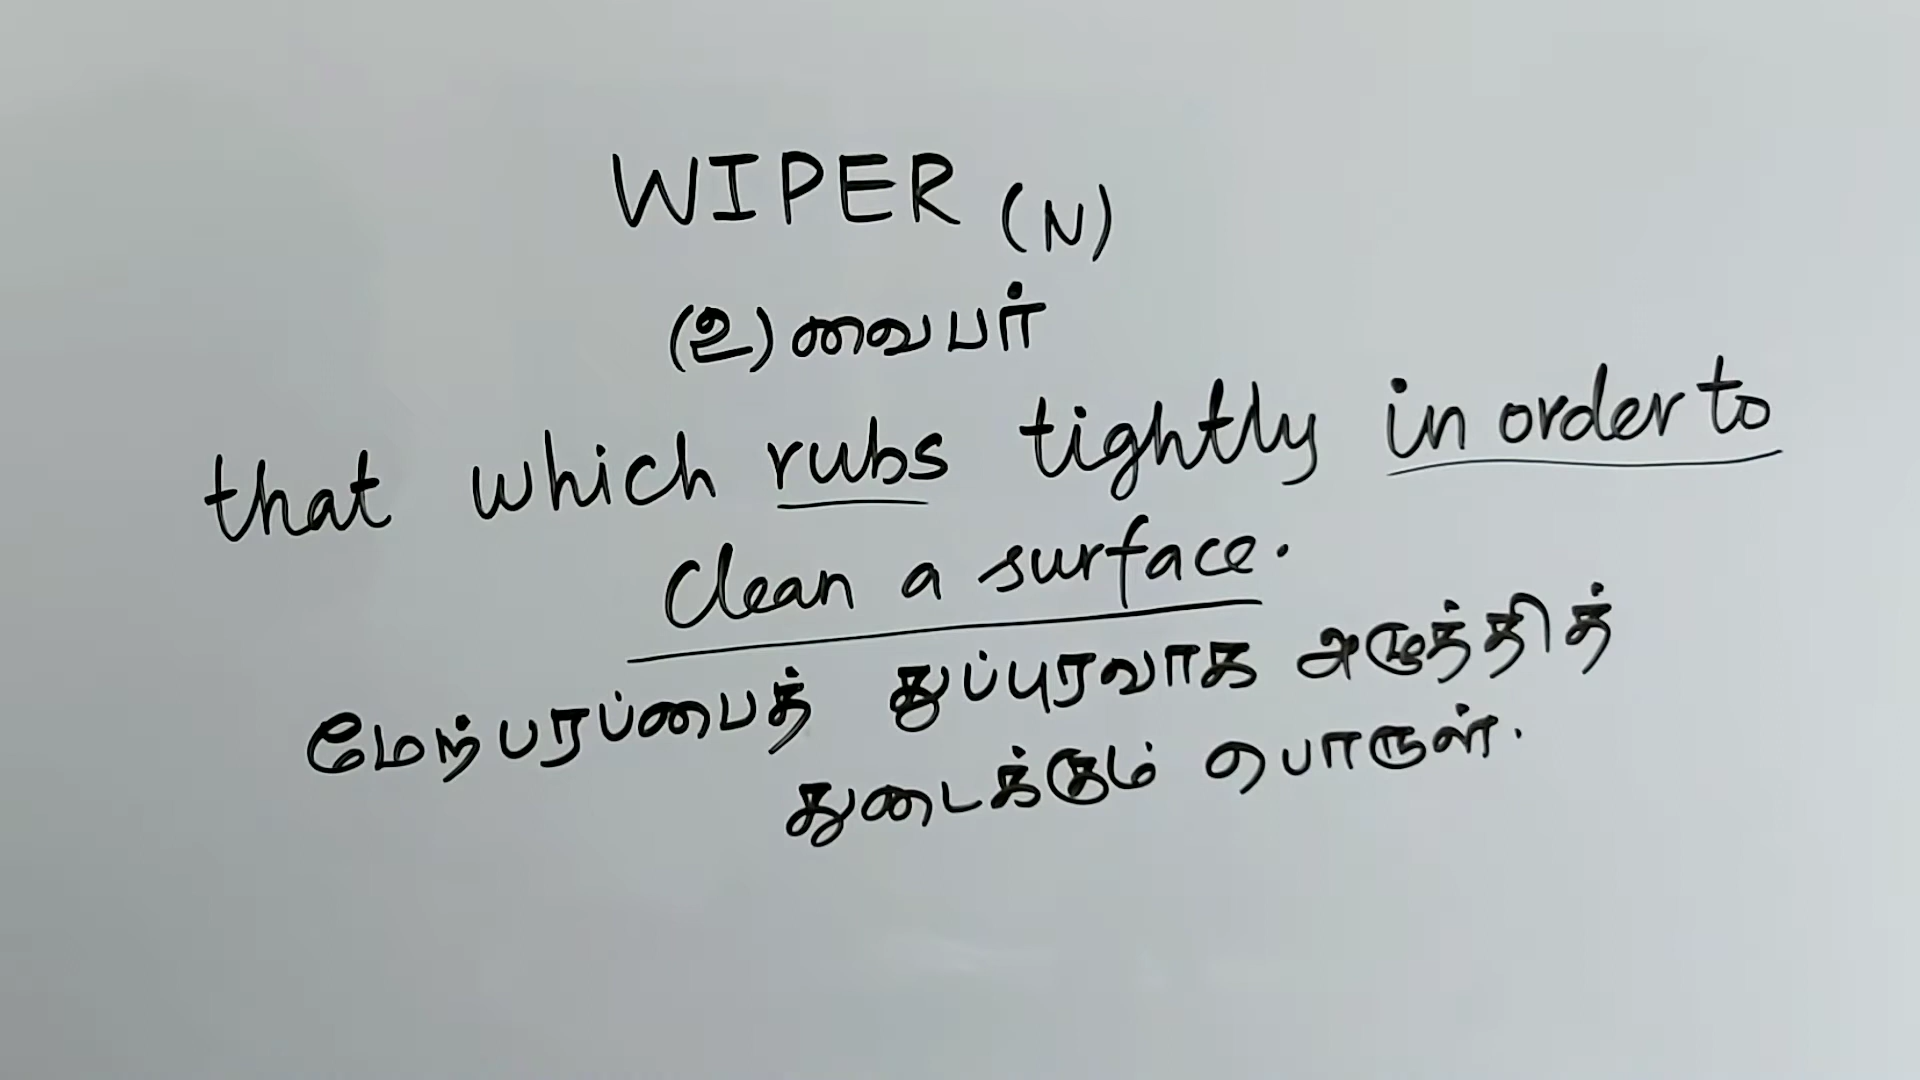 WIPER (N)
(உ)வைபர்
that which rubs tightly in order to
clean a surface.
மேற்பரப்பைத் துப்புரவாக அழுத்தித்
துடைக்கும் பொருள்.